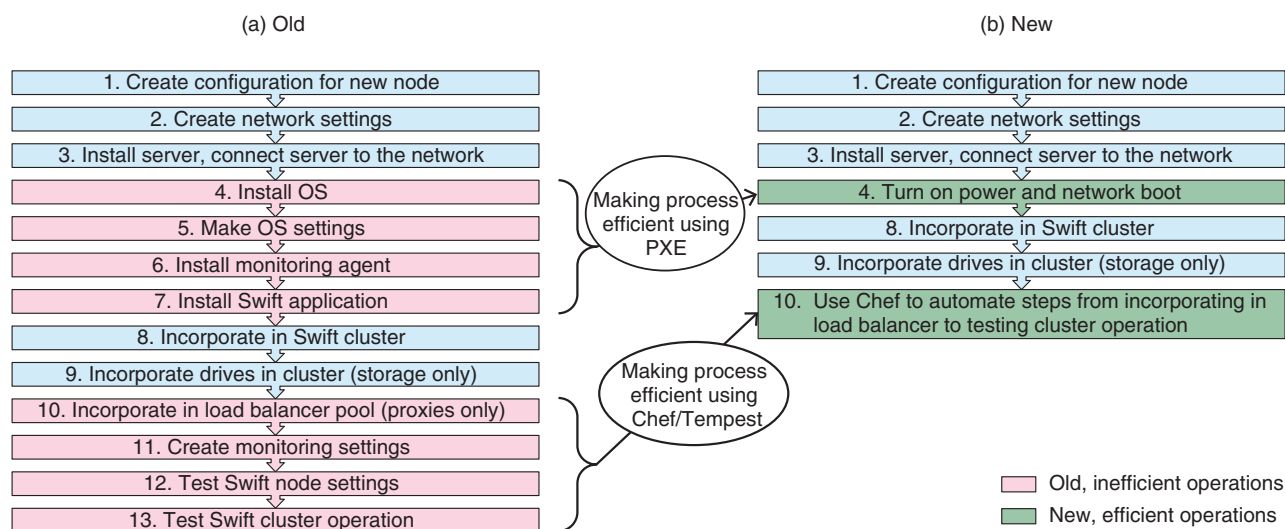 (a) Old
1. Create configuration for new node
2. Create network settings
3. Install server, connect server to the network
4. Install OS
5. Make OS settings
6. Install monitoring agent
7. Install Swift application
8. Incorporate in Swift cluster
9. Incorporate drives in cluster (storage only)
10. Incorporate in load balancer pool (proxies only)
11. Create monitoring settings
12. Test Swift node settings
13. Test Swift cluster operation
Making process
efficient using
PXE
Making process
efficient using
Chef/Tempest
(b) New
1. Create configuration for new node
2. Create network settings
3. Install server, connect server to the network
4. Turn on power and network boot
8. Incorporate in Swift cluster
9. Incorporate drives in cluster (storage only)
10. Use Chef to automate steps from incorporating in
load balancer to testing cluster operation
Old, inefficient operations
New, efficient operations